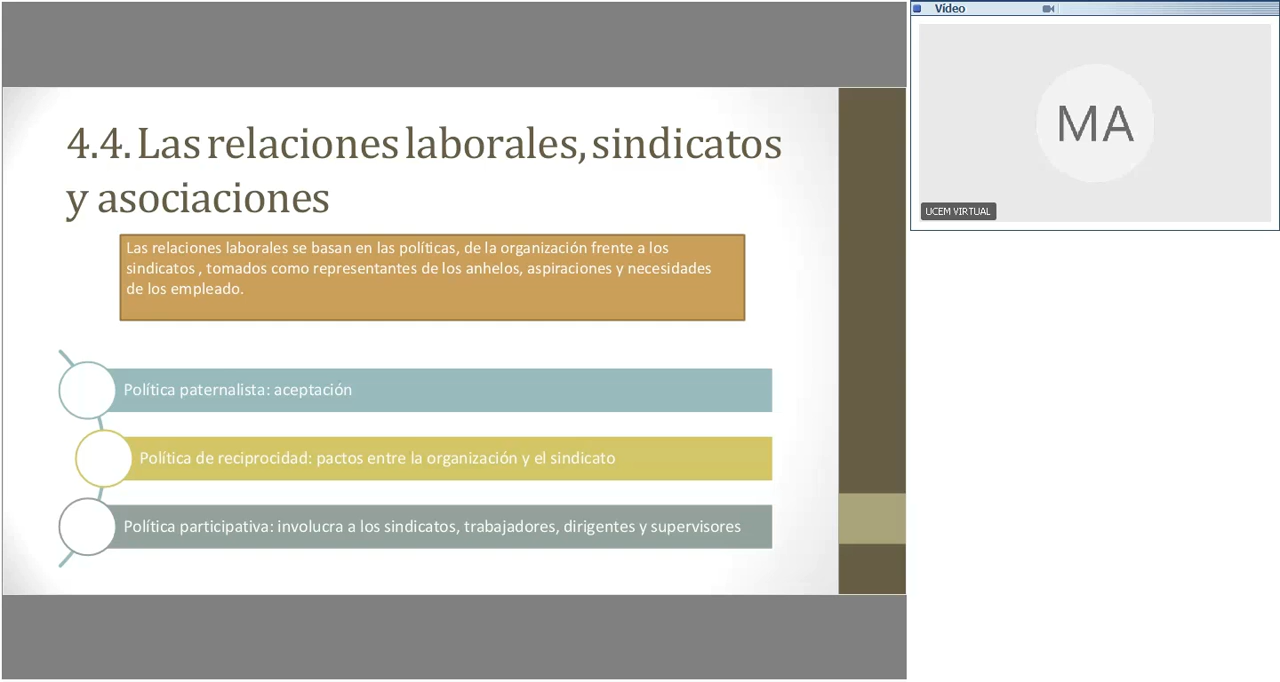 Vídeo
4.4. Las relaciones laborales, sindicatos
y asociaciones
Las relaciones laborales se basan en las políticas, de la organización frente a los
sindicatos , tomados como representantes de los anhelos, aspiraciones y necesidades
de los empleado.
Política paternalista: aceptación
Política de reciprocidad: pactos entre la organización y el sindicato
Política participativa: involucra a los sindicatos, trabajadores, dirigentes y supervisores
MA
UCEM VIRTUAL